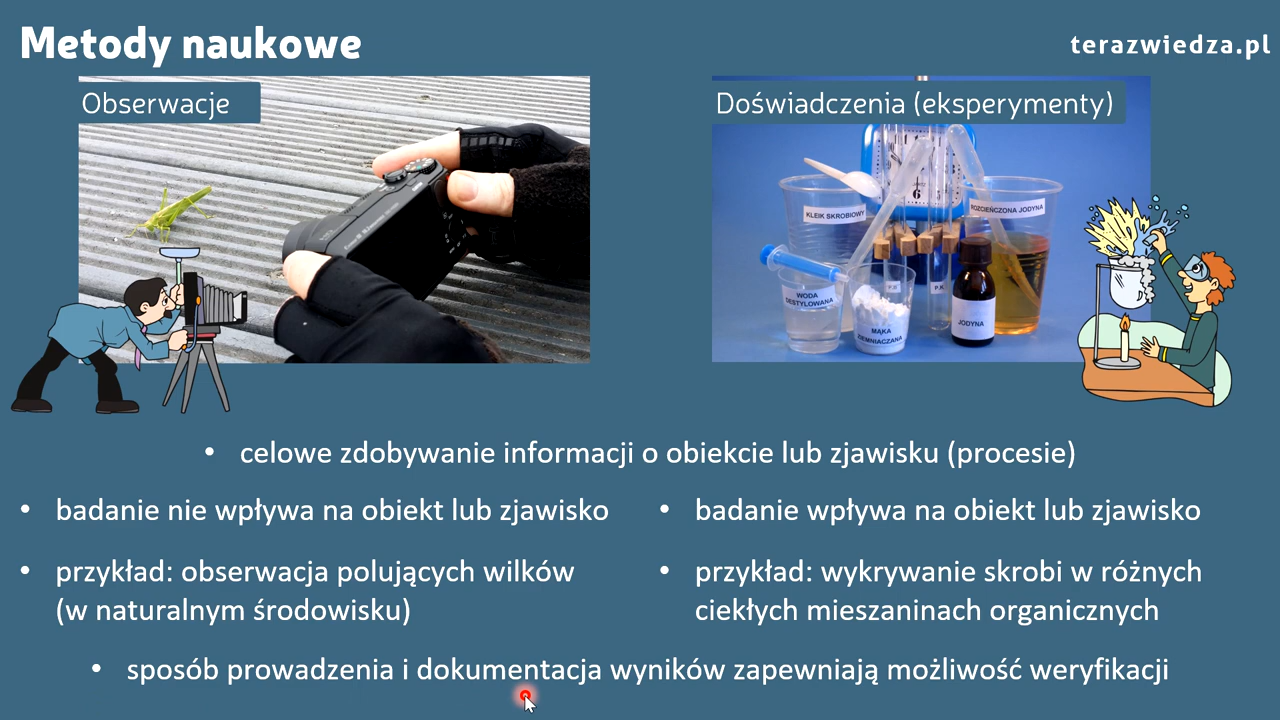 Metody naukowe
terazwiedza.pl
Obserwacje
Doświadczenia (eksperymenty)
6
KLEIK SKROBIOWY
ROZCIEŃCZONA JODYNA
WODA
DESTYLOWANA
P.K
MĄKA
ZIEMNIACZANA
JODYNA
• celowe zdobywanie informacji o obiekcie lub zjawisku (procesie)
• badanie nie wpływa na obiekt lub zjawisko
• badanie wpływa na obiekt lub zjawisko
• przykład: obserwacja polujących wilków
(w naturalnym środowisku)
• przykład: wykrywanie skrobi w różnych
ciekłych mieszaninach organicznych
• sposób prowadzenia i dokumentacja wyników zapewniają możliwość weryfikacji